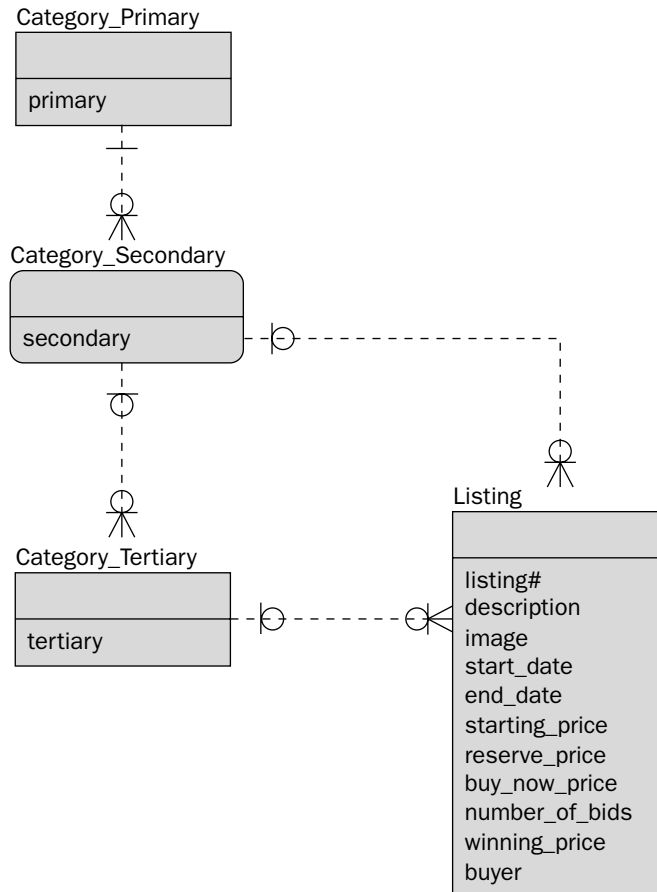 Category_Primary
primary
Category_Secondary
secondary
Category_Tertiary
tertiary
Listing
listing#
description
image
start_date
end_date
starting_price
reserve_price
buy_now_price
number_of_bids
winning_price
buyer